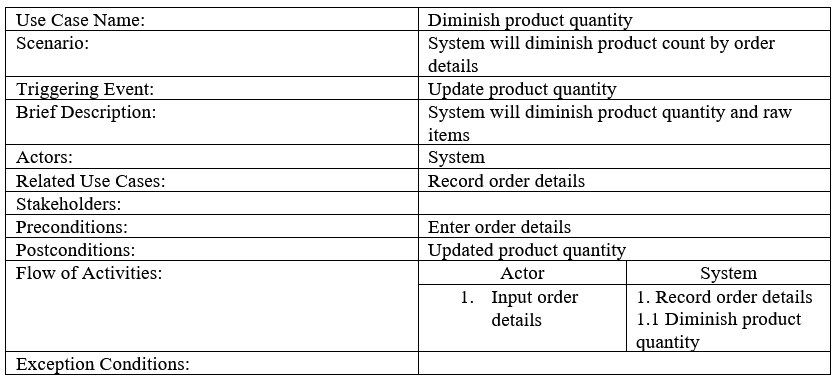 Use Case Name: Diminish product quantity
Scenario: System will diminish product count by order
details
Triggering Event: Update product quantity
Brief Description: System will diminish product quantity and raw
items
Actors: System
Related Use Cases: Record order details
Stakeholders:
Preconditions: Enter order details
Postconditions: Updated product quantity
Flow of Activities: Actor System
1. Input order 1. Record order details
details 1.1 Diminish product
quantity
Exception Conditions: